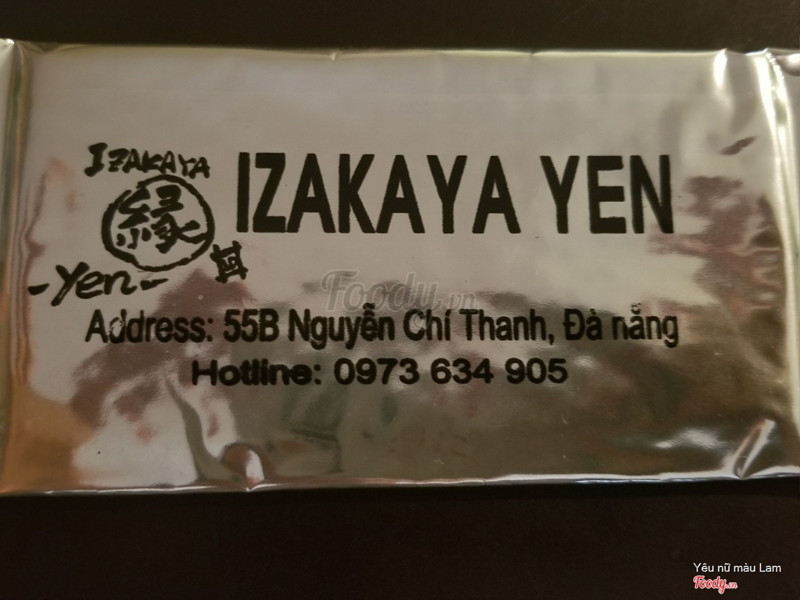 IZAKAYA
縁
-Yen-
IZAKAYA YEN
Foody.vn
Address: 55B Nguyễn Chí Thanh, Đà nẵng
Hotline: 0973 634 905
Yêu nữ màu Lam
Foody.vn